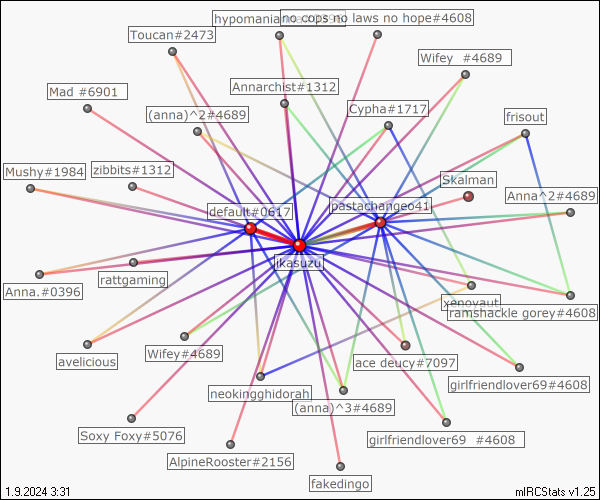 hypomanian
no cops no laws no hope#4608
Toucan#2473
Wifey #4689
Annarchist#1312
Mad #6901
Cypha#1717
(anna)^2#4689
frisout
Mushy#1984
zibbits#1312
Skalman
Anna^2#4689
default#0617
pastachangeo41
ikasuzu
rattgaming
Anna.#0396
xenoyaut
ramshackle gorey#4608
avelicious
Wifey#4689
ace deucy#7097
girlfriendlover69#4608
neokingghidorah
(anna)^3#4689
Soxy Foxy#5076
girlfriendlover69 #4608
AlpineRooster#2156
fakedingo
1.9.2024 3:31
mIRCStats v1.25